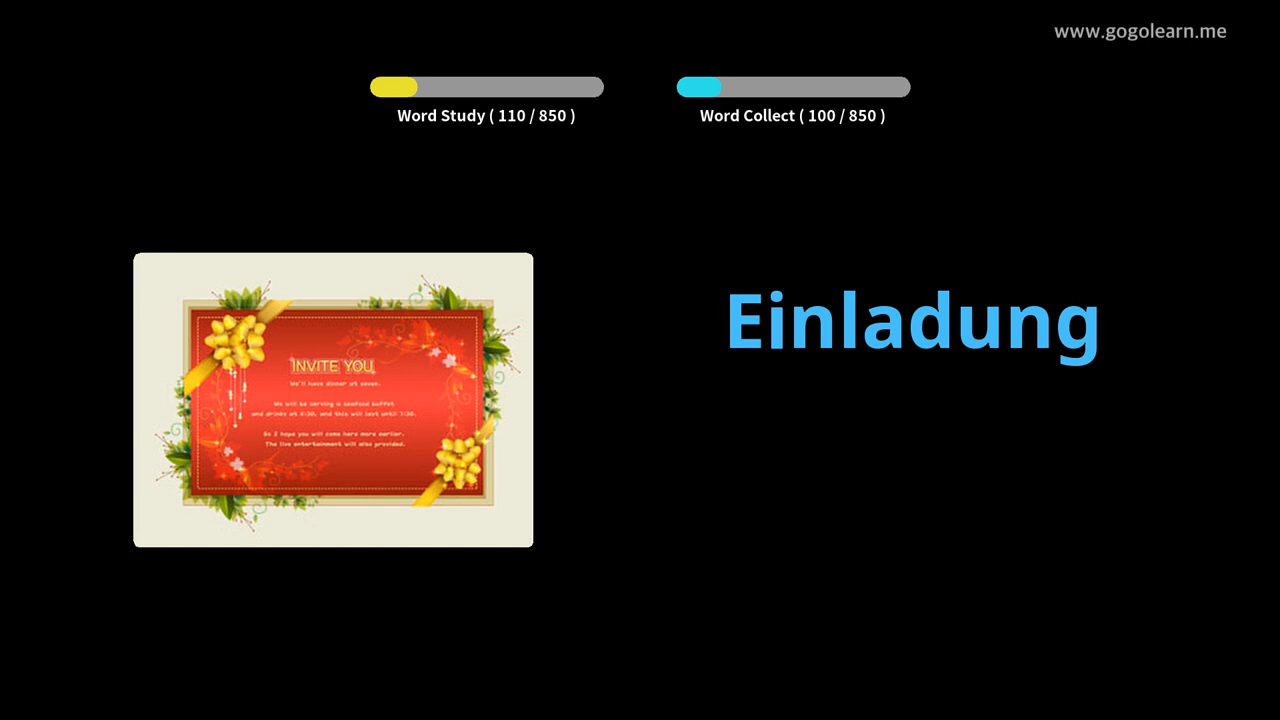 www.gogolearn.me
Word Study ( 110 / 850 )
Word Collect ( 100 / 850 )
Einladung
INVITE YOU
We'll have dinner at seven.
We will be serving a seafood buffet
and drinks at 6:30, and this will last until 7:30.
So I hope you will come here more earlier.
The live entertainment will also provided.